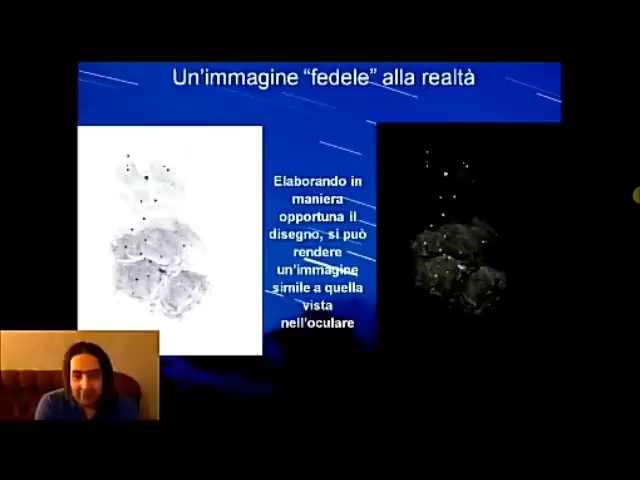 Un'immagine “fedele” alla realtà
Elaborando in
maniera
opportuna il
disegno, si può
rendere
un'immagine
simile a quella
vista
nell'oculare